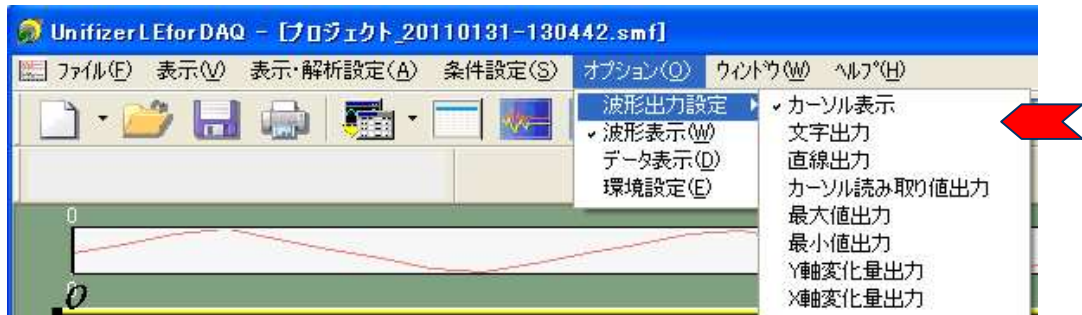 UnifizerLEforDAQ - [プロジェクト_20110131-130442.smf]
ファイル(F) 表示(V) 表示・解析設定(A) 条件設定(S) オプション(O) ウィンドウ(W) ヘルプ(H)
波形出力設定
波形表示(W)
データ表示(D)
環境設定(E)
カーソル表示
文字出力
直線出力
カーソル読み取り値出力
最大値出力
最小値出力
Y軸変化量出力
X軸変化量出力
0
0
O